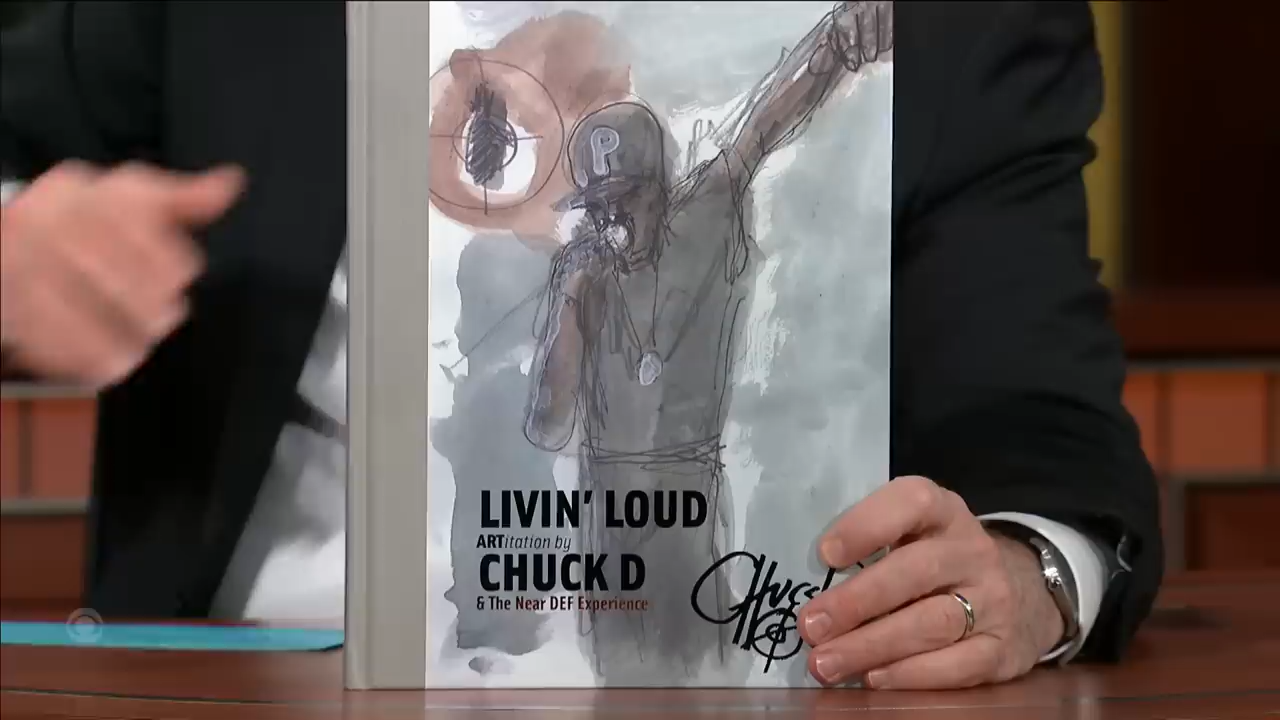 P
LIVIN' LOUD
ARTitation by
CHUCK D
& The Near DEF Experience